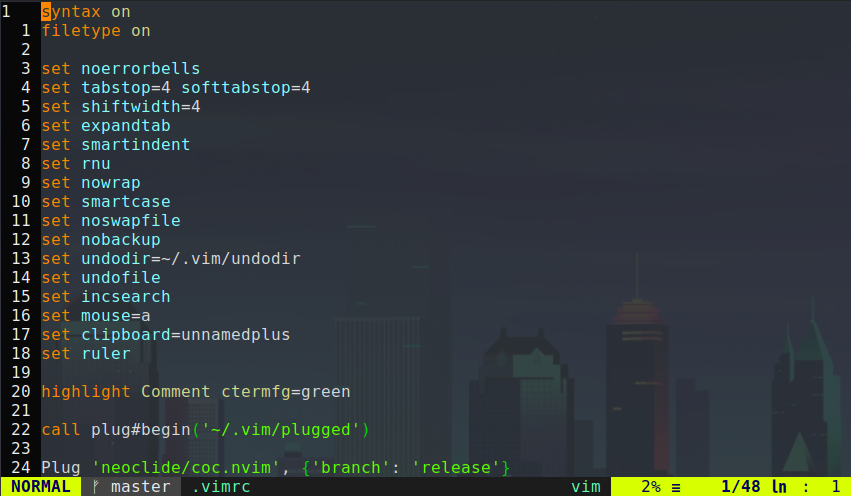 1 syntax on
1 filetype on
2
3 set noerrorbells
4 set tabstop=4 softtabstop=4
5 set shiftwidth=4
6 set expandtab
7 set smartindent
8 set rnu
9 set nowrap
10 set smartcase
11 set noswapfile
12 set nobackup
13 set undodir=~/.vim/undodir
14 set undofile
15 set incsearch
16 set mouse=a
17 set clipboard=unnamedplus
18 set ruler
19
20 highlight Comment ctermfg=green
21
22 call plug#begin('~/.vim/plugged')
23
24 Plug 'neoclide/coc.nvim', {'branch': 'release'}
NORMAL ᚠ master .vimrc vim 2% ≡ 1/48 ln : 1